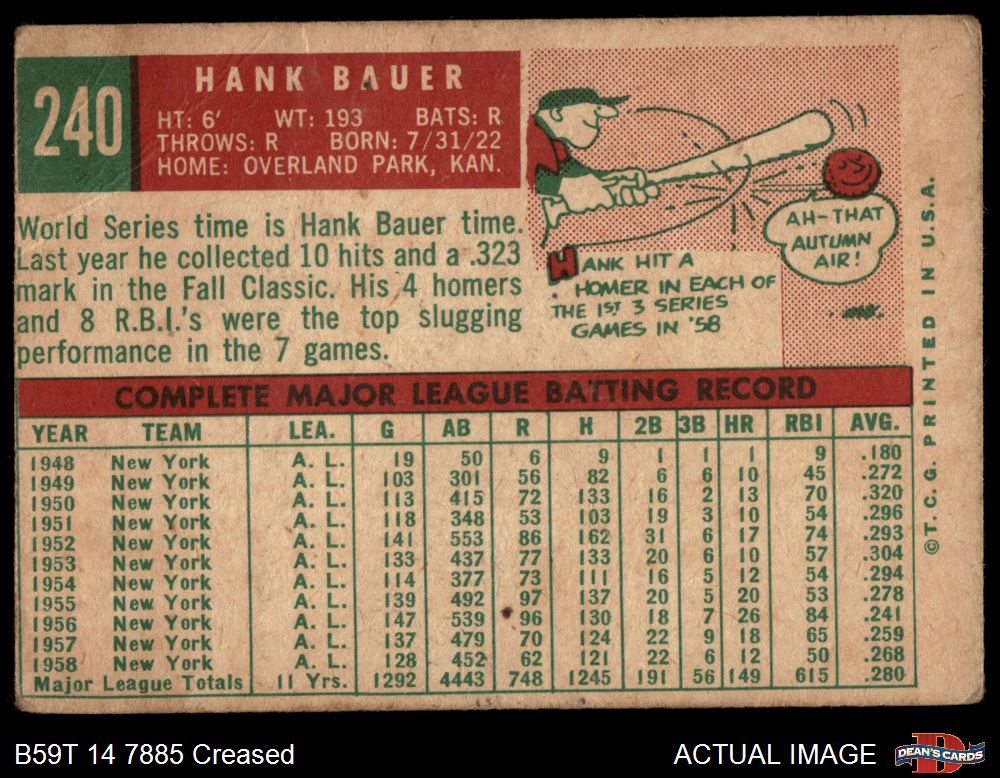 240
HANK BAUER
HT: 6' WT: 193 BATS: R
THROWS: R BORN: 7/31/22
HOME: OVERLAND PARK, KAN.
World Series time is Hank Bauer time.
Last year he collected 10 hits and a .323
mark in the Fall Classic. His 4 homers
and 8 R.B.I.'s were the top slugging
performance in the 7 games.
AH-THAT
AUTUMN
AIR!
HANK HIT A
HOMER IN EACH OF
THE 1ST 3 SERIES
GAMES IN '58
COMPLETE MAJOR LEAGUE BATTING RECORD
YEAR TEAM LEA. G AB R H 2B 3B HR RBI AVG.
1948 New York A. L. 19 50 6 9 1 1 1 9 .180
1949 New York A. L. 103 301 56 82 6 6 10 45 .272
1950 New York A. L. 113 415 72 133 16 2 13 70 .320
1951 New York A. L. 118 348 53 103 19 3 10 54 .296
1952 New York A. L. 141 553 86 162 31 6 17 74 .293
1953 New York A. L. 133 437 77 133 20 6 10 57 .304
1954 New York A. L. 114 377 73 111 16 5 12 54 .294
1955 New York A. L. 139 492 97 137 20 5 20 53 .278
1956 New York A. L. 147 539 96 130 18 7 26 84 .241
1957 New York A. L. 137 479 70 124 22 9 18 65 .259
1958 New York A. L. 128 452 62 121 22 6 12 50 .268
Major League Totals 11 Yrs. 1292 4443 748 1245 191 56 149 615 .280
©T. C. G. PRINTED IN U.S.A.
B59T 14 7885 Creased
ACTUAL IMAGE
DEAN'S CARDS